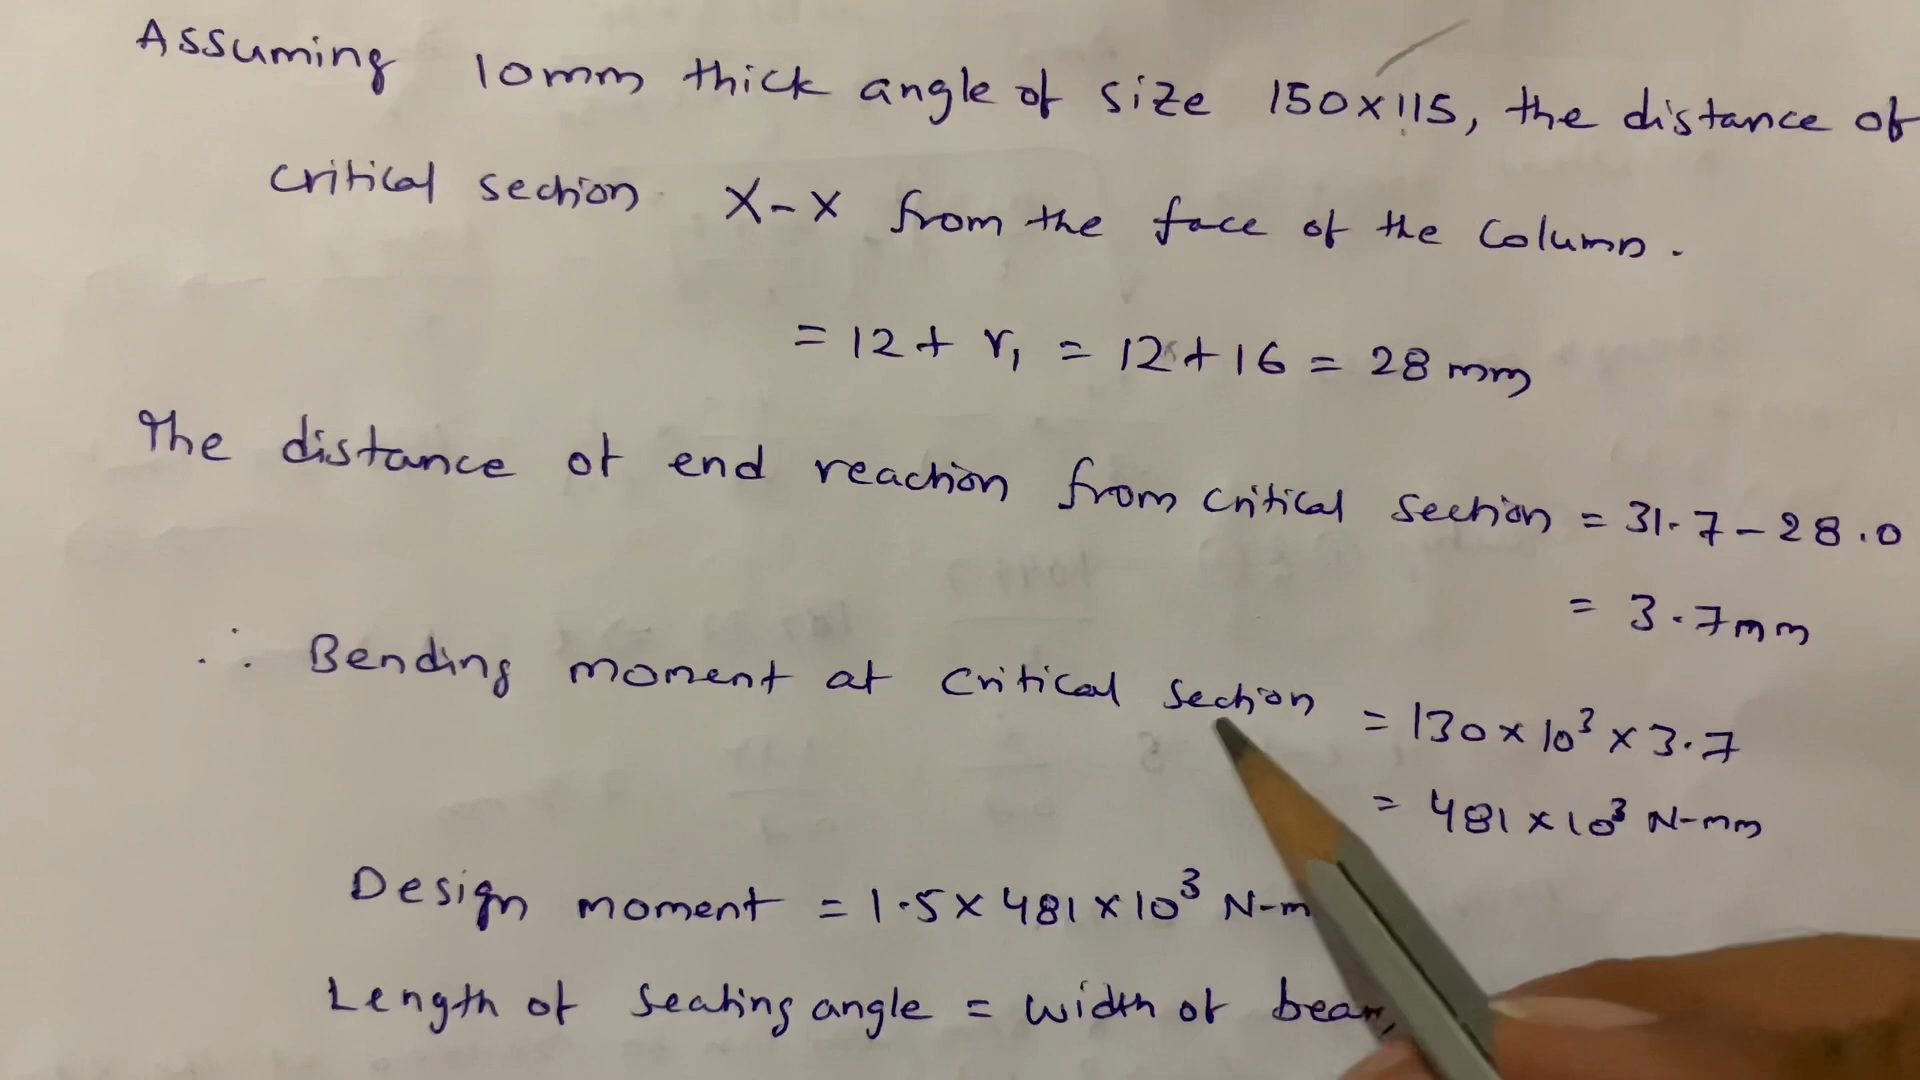 Assuming 10mm thick angle of size 150x115, the distance of
critical section X-X from the face of the column.
= 12 + r₁ = 12 + 16 = 28 mm
The distance of end reaction from critical section = 31.7 - 28.0
= 3.7mm
∴ Bending moment at critical section = 130 x 10³ x 3.7
= 481 x 10³ N-mm
Design moment = 1.5 x 481 x 10³ N-m
Length of Seating angle = width of beam,